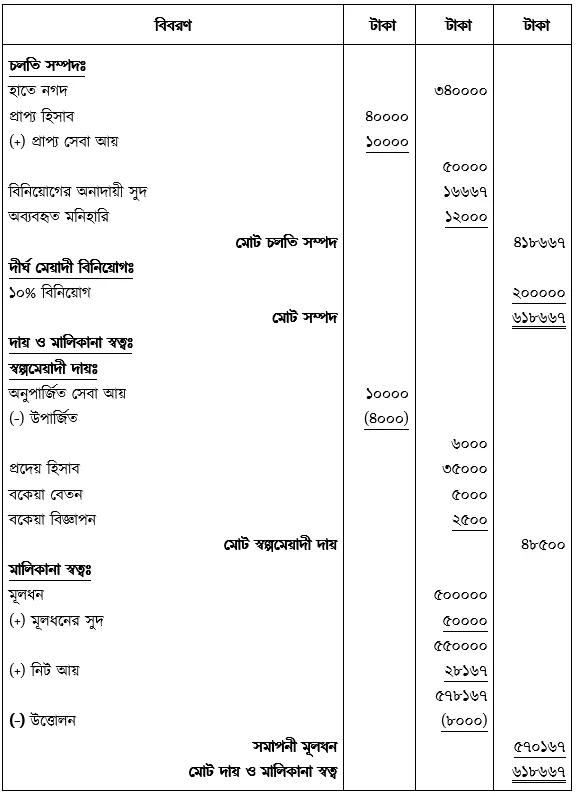 বিবরণ টাকা টাকা টাকা
চলতি সম্পদঃ
হাতে নগদ ৩৪০০০০
প্রাপ্য হিসাব ৪০০০০
(+) প্রাপ্য সেবা আয় ১০০০০
৫০০০০
বিনিয়োগের অনাদায়ী সুদ ১৬৬৬৭
অব্যবহৃত মনিহারি ১২০০০
মোট চলতি সম্পদ ৪১৮৬৬৭
দীর্ঘ মেয়াদী বিনিয়োগঃ
১০% বিনিয়োগ ২০০০০০
মোট সম্পদ ৬১৮৬৬৭
দায় ও মালিকানা স্বত্বঃ
স্বল্পমেয়াদী দায়ঃ
অনুপার্জিত সেবা আয় ১০০০০
(-) উপার্জিত (৪০০০)
৬০০০
প্রদেয় হিসাব ৩৫০০০
বকেয়া বেতন ৫০০০
বকেয়া বিজ্ঞাপন ২৫০০
মোট স্বল্পমেয়াদী দায় ৪৮৫০০
মালিকানা স্বত্বঃ
মূলধন ৫০০০০০
(+) মূলধনের সুদ ৫০০০০
৫৫০০০০
(+) নিট আয় ২৮১৬৭
৫৭৮১৬৭
(-) উত্তোলন (৮০০০)
সমাপনী মূলধন ৫৭০১৬৭
মোট দায় ও মালিকানা স্বত্ব ৬১৮৬৬৭